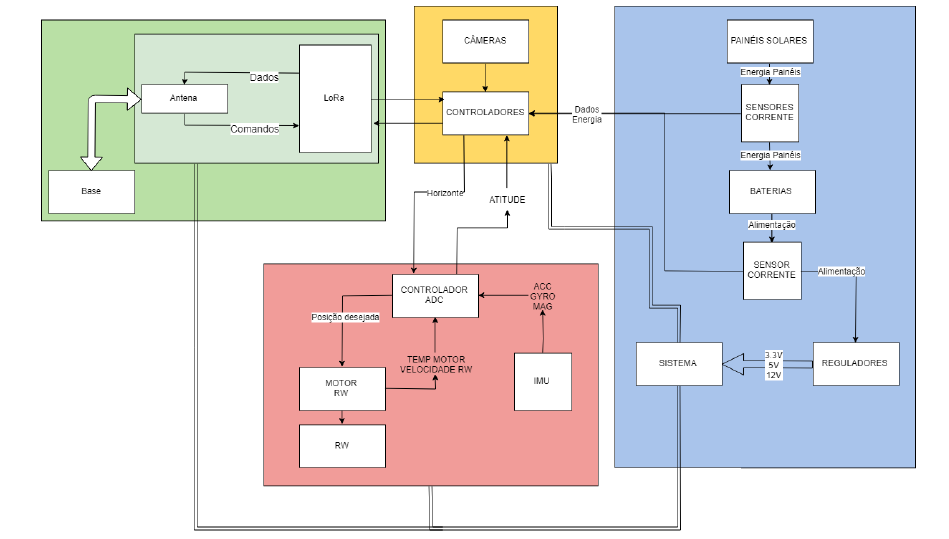 CÂMERAS
PAINÉIS SOLARES
Energia Painéis
Dados
Antena
LoRa
Comandos
CONTROLADORES
Dados
Energia
SENSORES
CORRENTE
Energia Painéis
Base
Horizonte
ATITUDE
BATERIAS
Alimentação
SENSOR
CORRENTE
Alimentação
CONTROLADOR
ADC
ACC
GYRO
MAG
Posição desejada
TEMP MOTOR
VELOCIDADE RW
MOTOR
RW
IMU
RW
SISTEMA
3.3V
5V
12V
REGULADORES